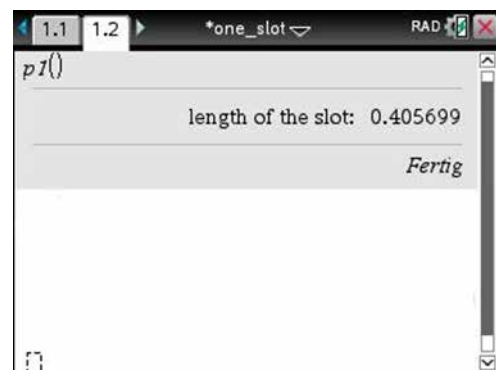 1.1 1.2 *one_slot RAD
p1()
length of the slot: 0.405699
Fertig